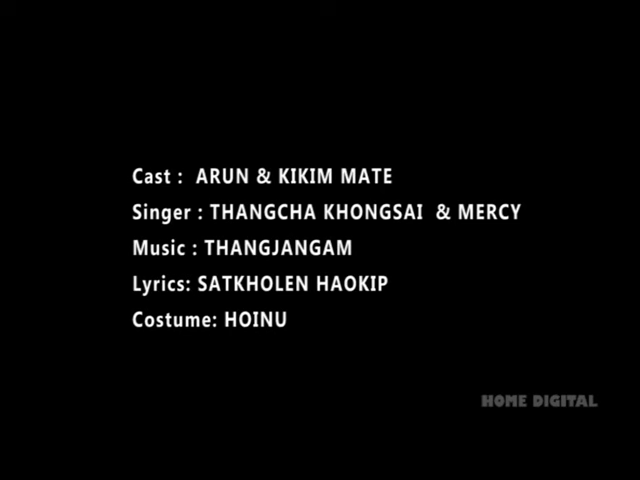 Cast :  ARUN & KIKIM MATE
Singer : THANGCHA KHONGSAI  & MERCY
Music : THANGJANGAM
Lyrics: SATKHOLEN HAOKIP
Costume: HOINU
HOME DIGITAL